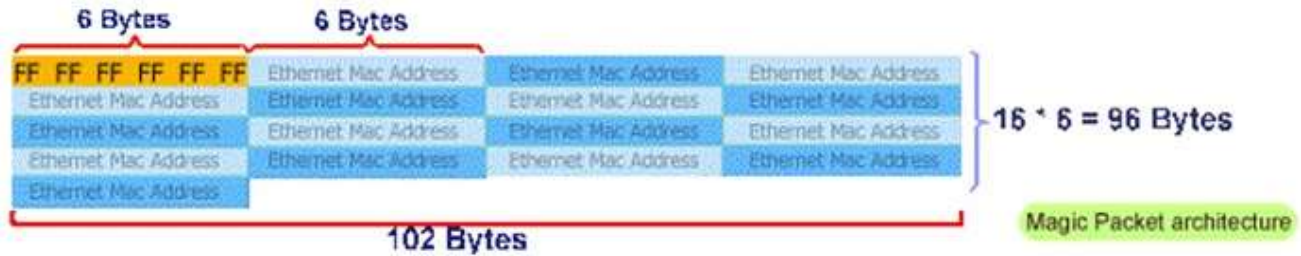 6 Bytes 6 Bytes
FF FF FF FF FF FF Ethernet Mac Address Ethernet Mac Address Ethernet Mac Address
Ethernet Mac Address Ethernet Mac Address Ethernet Mac Address Ethernet Mac Address
16 * 6 = 96 Bytes
Ethernet Mac Address Ethernet Mac Address Ethernet Mac Address Ethernet Mac Address
Ethernet Mac Address Ethernet Mac Address Ethernet Mac Address Ethernet Mac Address
Ethernet Mac Address
102 Bytes
Magic Packet architecture